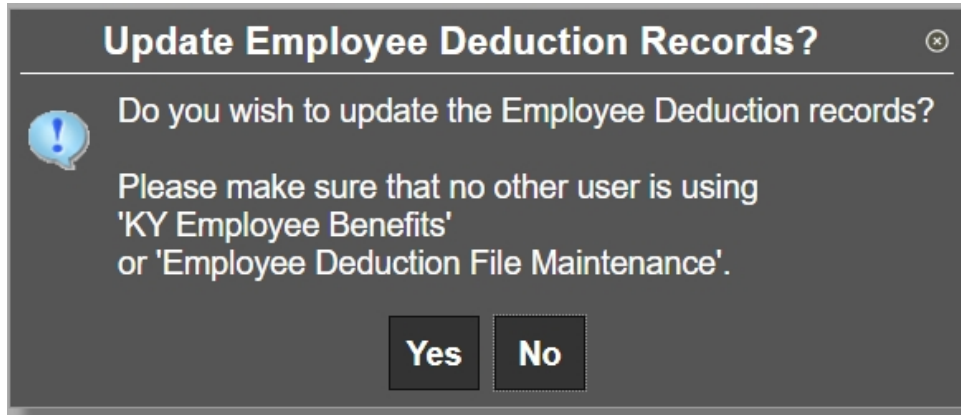 Update Employee Deduction Records?
Do you wish to update the Employee Deduction records?
Please make sure that no other user is using
'KY Employee Benefits'
or 'Employee Deduction File Maintenance'.
Yes No